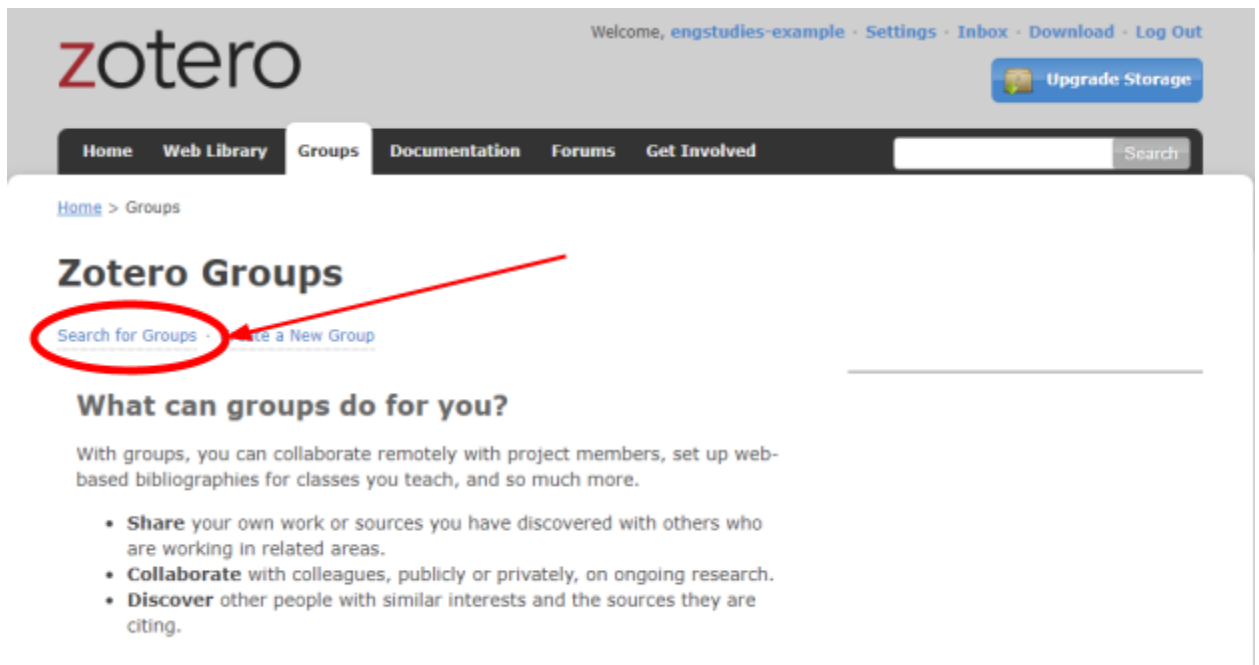 zotero
Welcome, engstudies-example · Settings · Inbox · Download · Log Out
Upgrade Storage
Home Web Library Groups Documentation Forums Get Involved Search
Home > Groups
Zotero Groups
Search for Groups · Create a New Group
What can groups do for you?
With groups, you can collaborate remotely with project members, set up web-
based bibliographies for classes you teach, and so much more.
• Share your own work or sources you have discovered with others who
are working in related areas.
• Collaborate with colleagues, publicly or privately, on ongoing research.
• Discover other people with similar interests and the sources they are
citing.